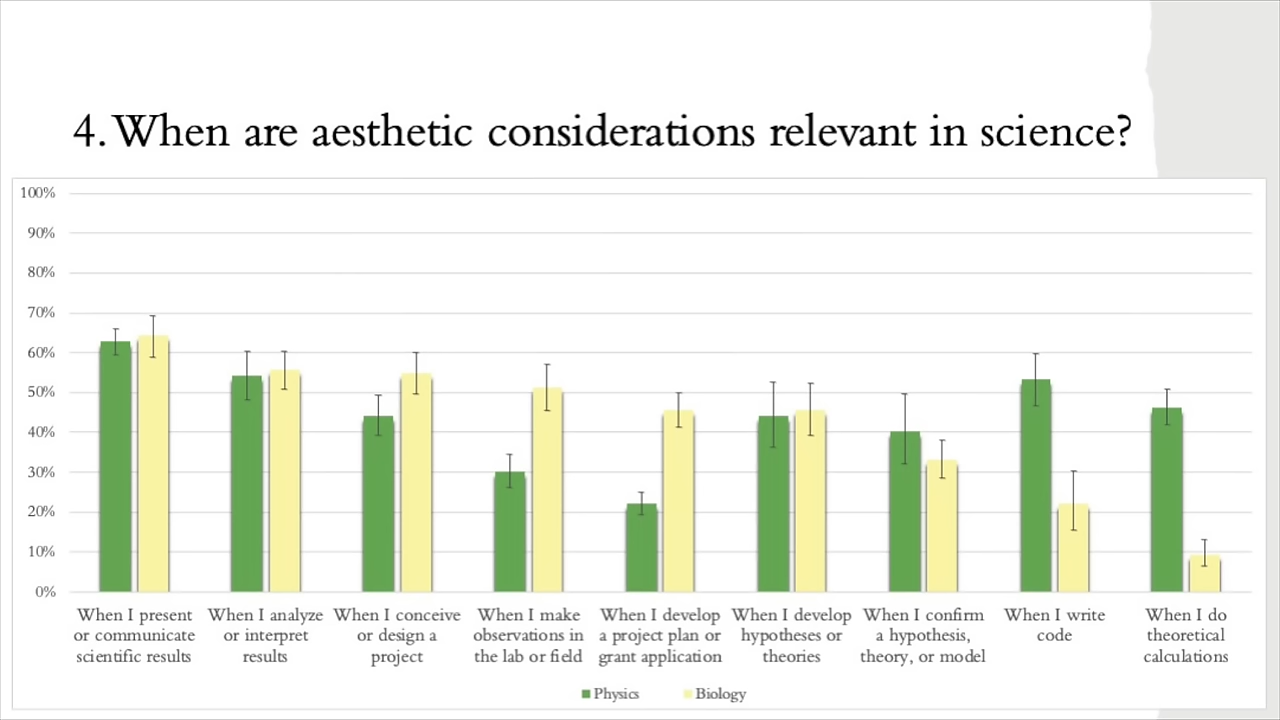 4. When are aesthetic considerations relevant in science?
100%
90%
80%
70%
60%
50%
40%
30%
20%
10%
0%
When I present
or communicate
scientific results
When I analyze
or interpret
results
When I conceive
or design a
project
When I make
observations in
the lab or field
When I develop
a project plan or
grant application
When I develop
hypotheses or
theories
When I confirm
a hypothesis,
theory, or model
When I write
code
When I do
theoretical
calculations
Physics
Biology